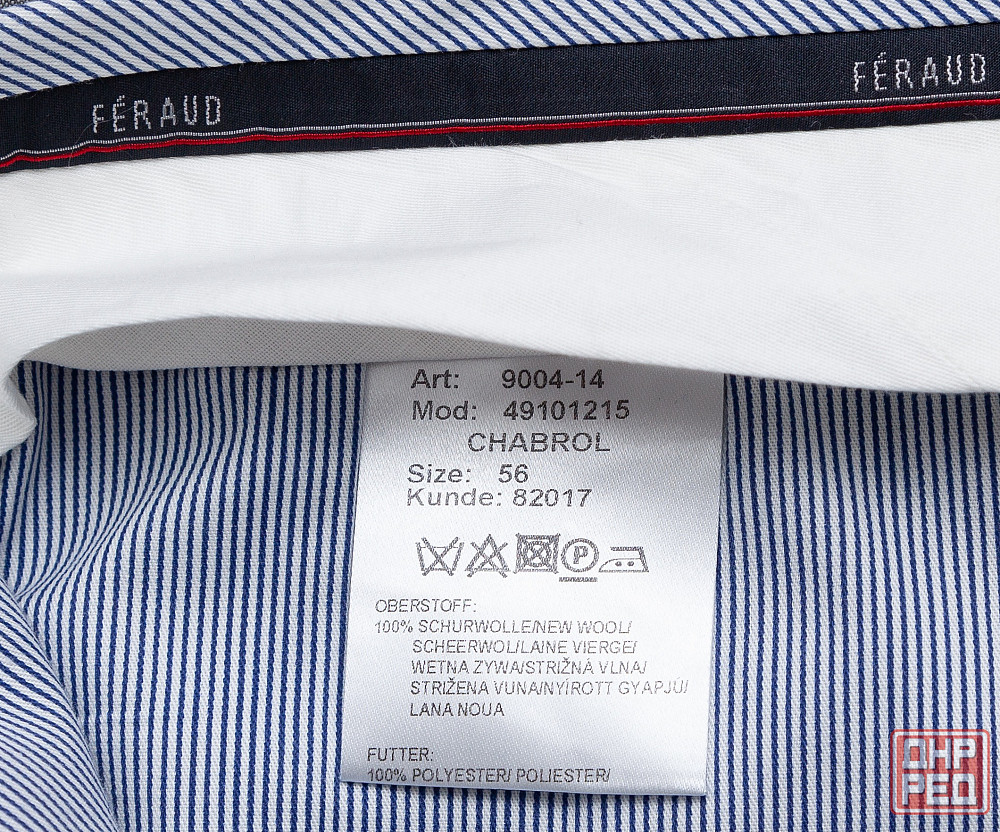 FÉRAUD
FÉRAUD
Art: 9004-14
Mod: 49101215
CHABROL
Size: 56
Kunde: 82017
P
OBERSTOFF:
100% SCHURWOLLE/NEW WOOL/
SCHEERWOL/LAINE VIERGE/
WETNA ZYWA/STRIŽNÁ VLNA/
STRIŽENA VUNA/NYÍROTT GYAPJÚ/
LANA NOUA
FUTTER:
100% POLYESTER/ POLIESTER/